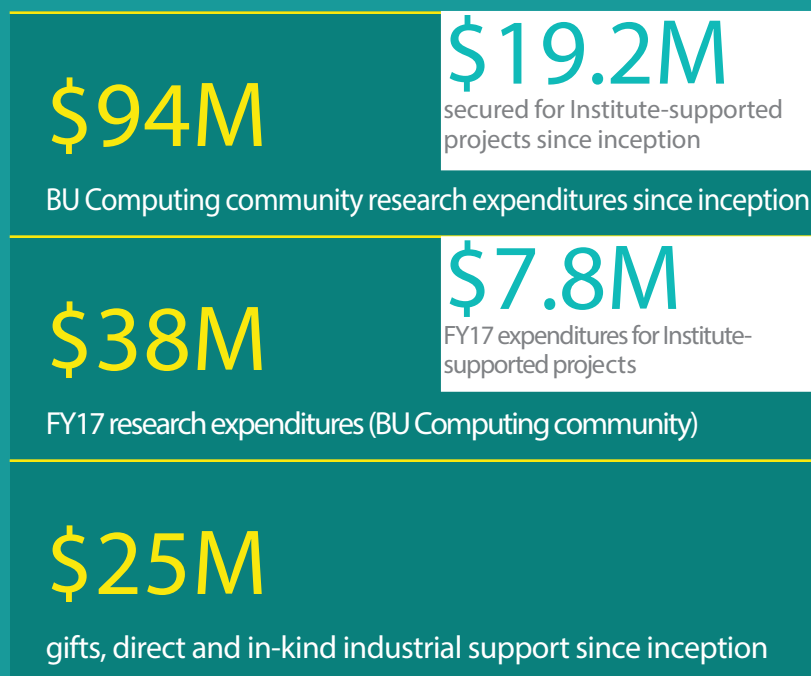 $94M
$19.2M
secured for Institute-supported
projects since inception
BU Computing community research expenditures since inception
$38M
$7.8M
FY17 expenditures for Institute-
supported projects
FY17 research expenditures (BU Computing community)
$25M
gifts, direct and in-kind industrial support since inception